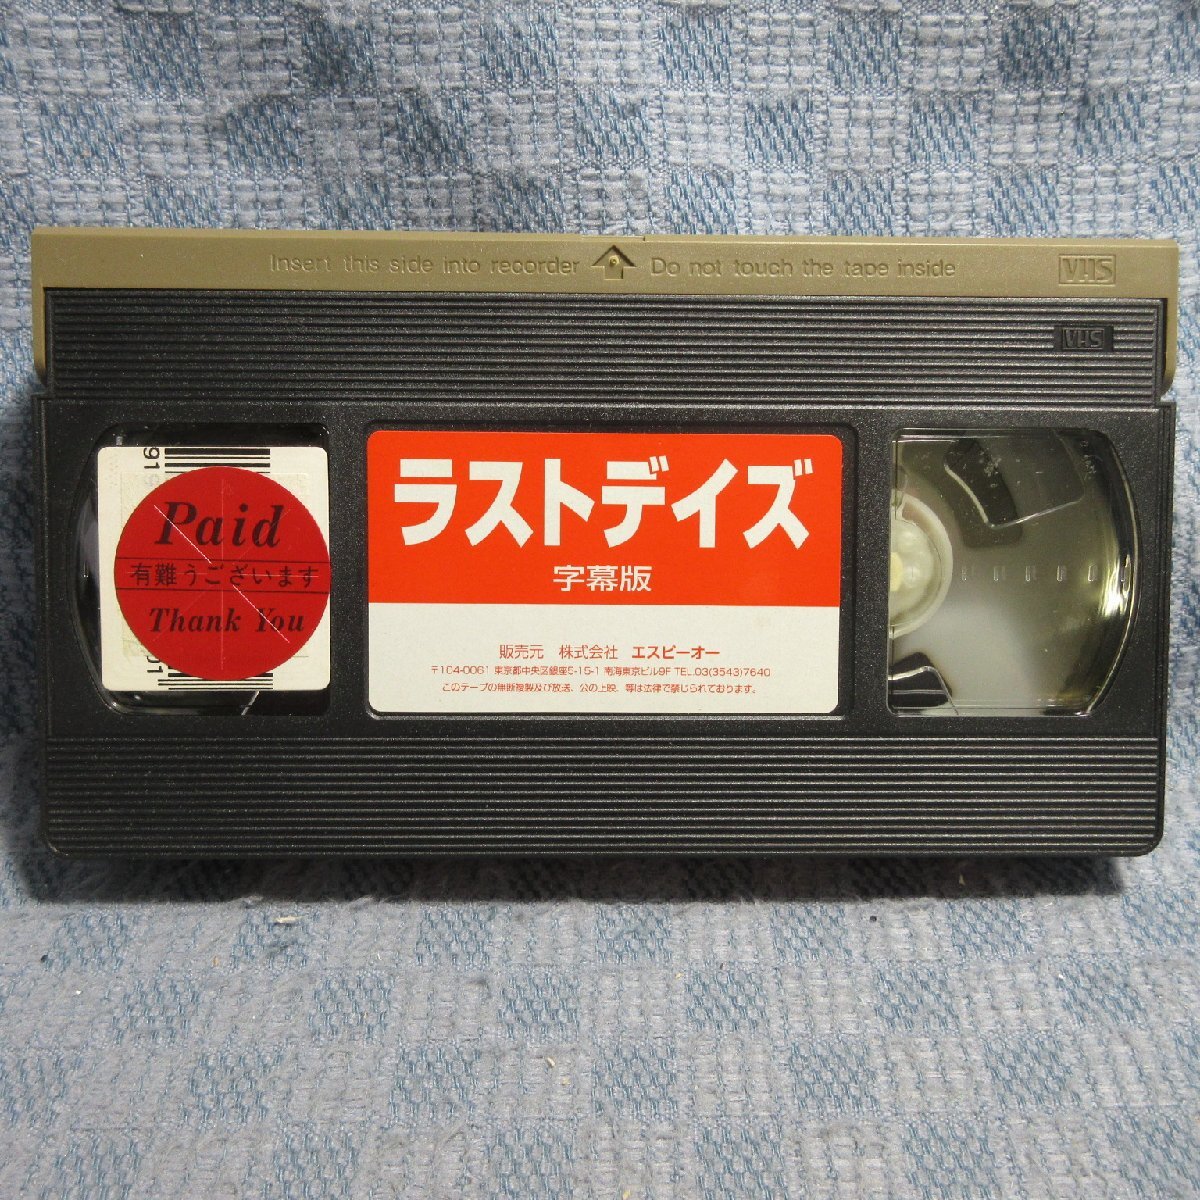 Insert this side into recorder Do not touch the tape inside VHS
VHS
Paid
有難うございます
Thank You
ラストデイズ
字幕版
販売元 株式会社 エスピーオー
〒104-0061 東京都中央区銀座5-15-1 南海東京ビル9F TEL.03(3543)7640
このテープの無断複製及び放送、公の上映、等は法律で禁じられております。